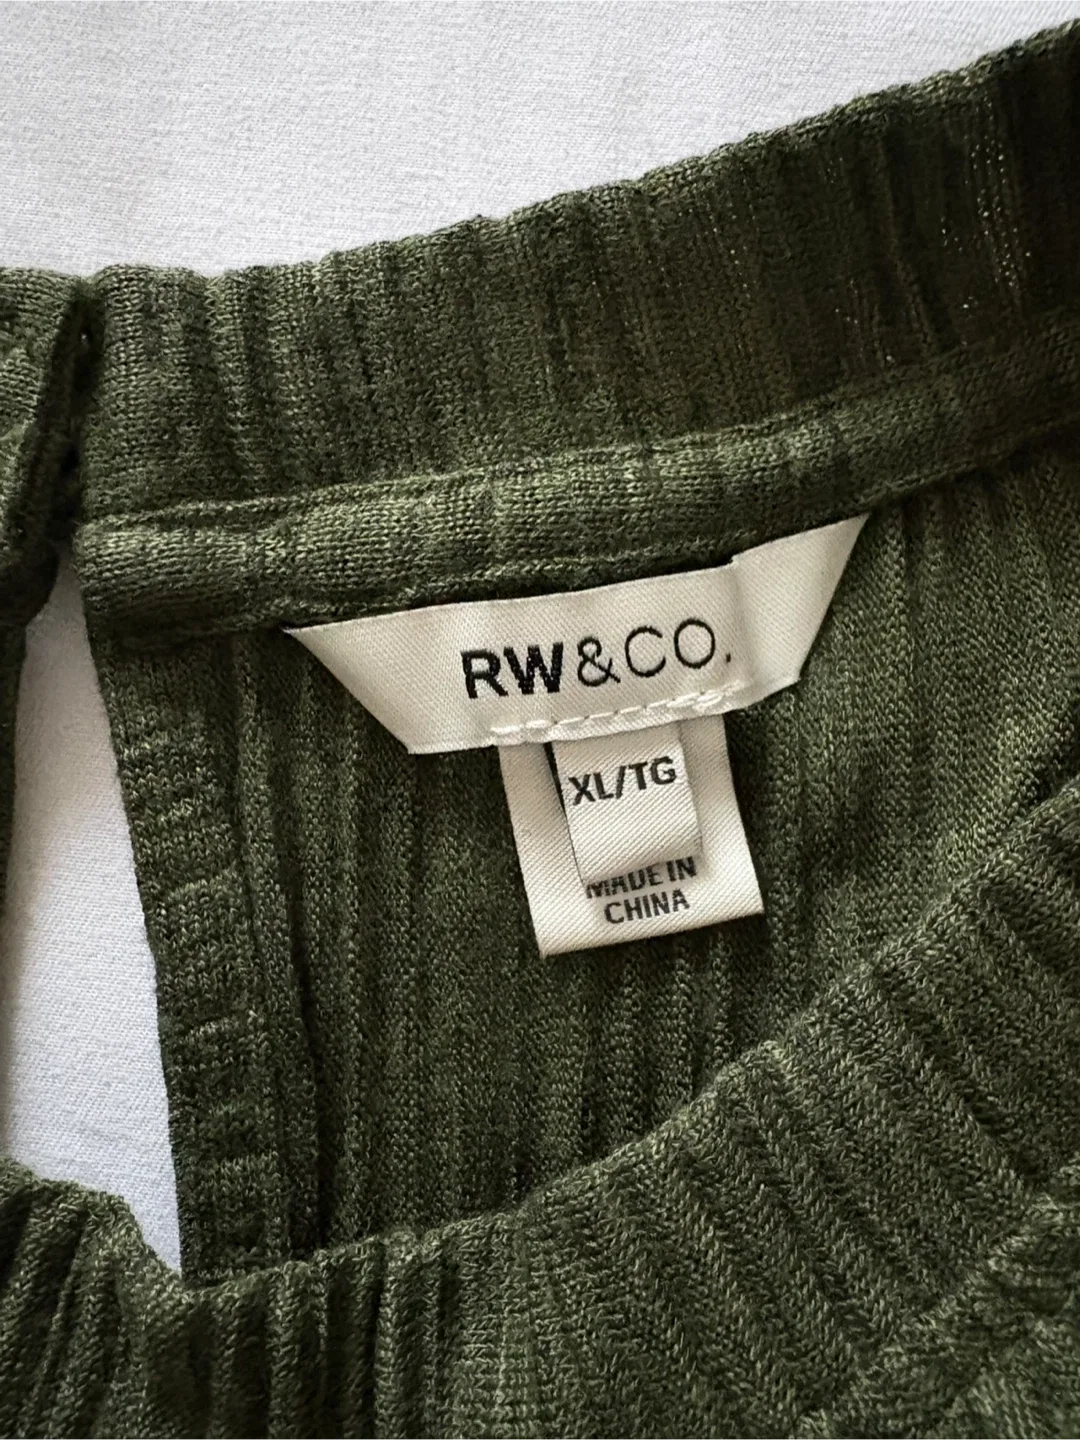 RW&CO.
XL/TG
MADE IN
CHINA